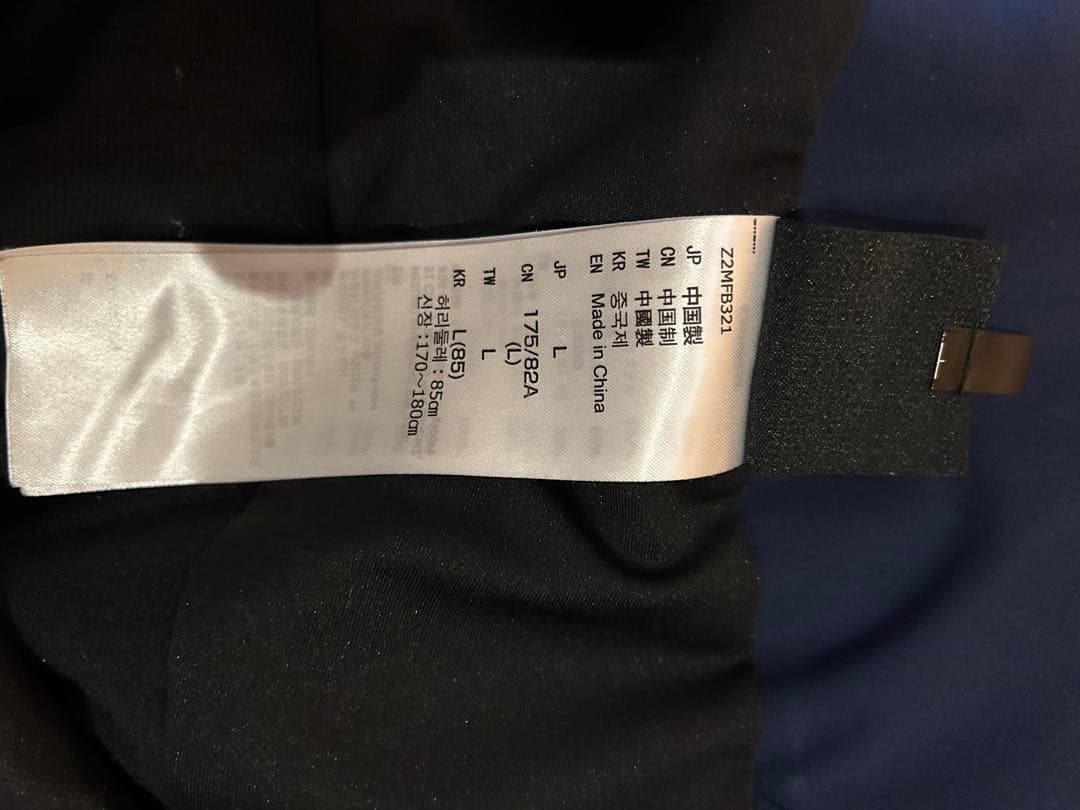 Z2MFB321
JP 中国製
CN 中国制
TW 中國製
KR 중국제
EN Made in China
JP L
CN 175/82A
(L)
TW L
KR L(85)
허리둘레 : 85㎝
신장 :170~180㎝